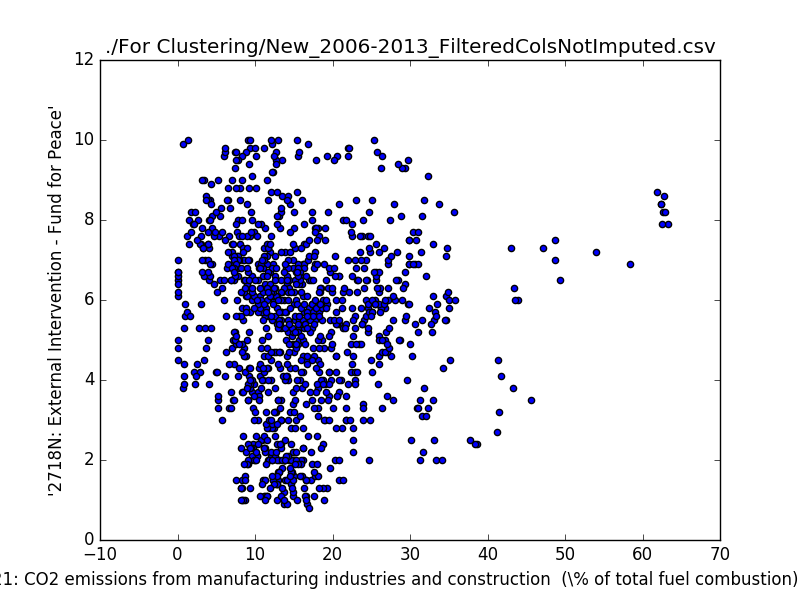 ./For Clustering/New_2006-2013_FilteredColsNotImputed.csv
12
10
8
6
4
2
0
'2718N: External Intervention - Fund for Peace'
−10 0 10 20 30 40 50 60 70
21: CO2 emissions from manufacturing industries and construction (\% of total fuel combustion)